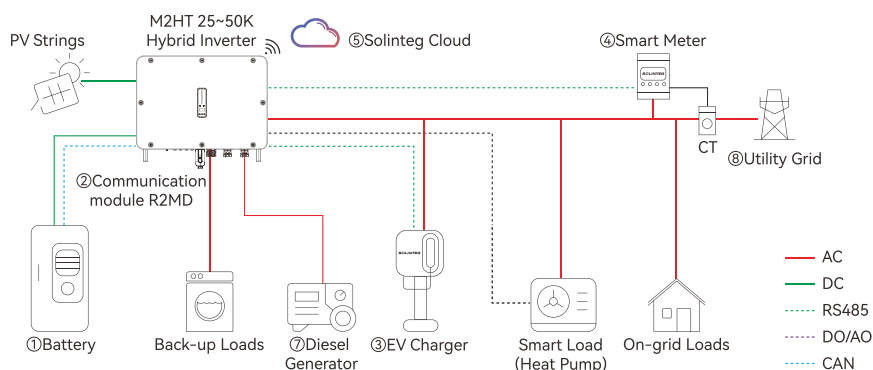 M2HT 25~50K
Hybrid Inverter
PV Strings
⑤Solinteg Cloud
④Smart Meter
SOLINTEG
CT
⑧Utility Grid
②Communication
module R2MD
SOLINTEG
AC
DC
RS485
DO/AO
CAN
①Battery
Back-up Loads
⑦Diesel
Generator
③EV Charger
Smart Load
(Heat Pump)
On-grid Loads